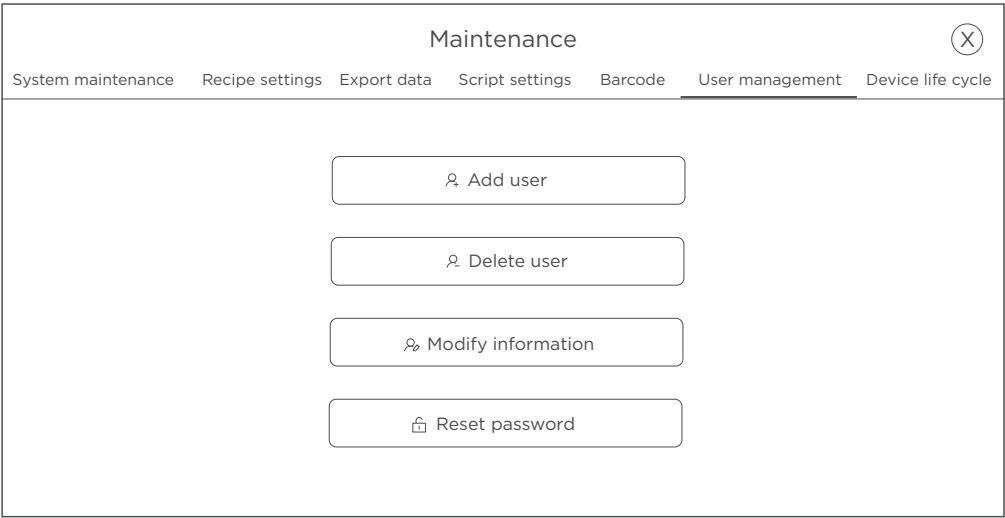 Maintenance
X
System maintenance Recipe settings Export data Script settings Barcode User management Device life cycle
Add user
Delete user
Modify information
Reset password